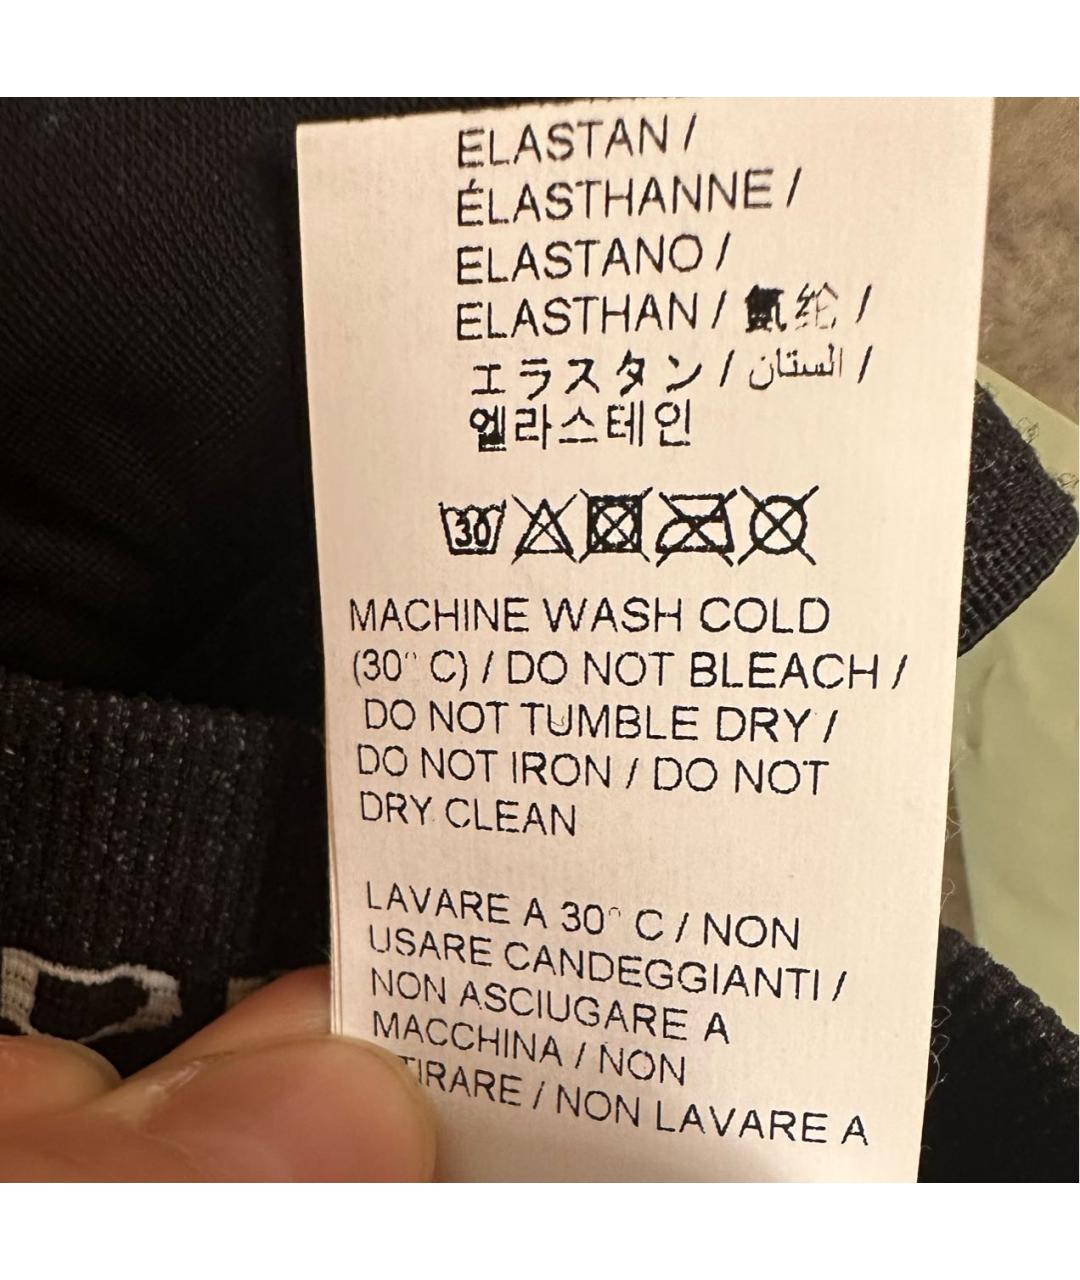 ELASTAN /
ÉLASTHANNE /
ELASTANO /
ELASTHAN / 氨纶 /
エラスタン / الستان /
엘라스테인
30
MACHINE WASH COLD
(30° C) / DO NOT BLEACH /
DO NOT TUMBLE DRY /
DO NOT IRON / DO NOT
DRY CLEAN
LAVARE A 30° C / NON
USARE CANDEGGIANTI /
NON ASCIUGARE A
MACCHINA / NON
TIRARE / NON LAVARE A